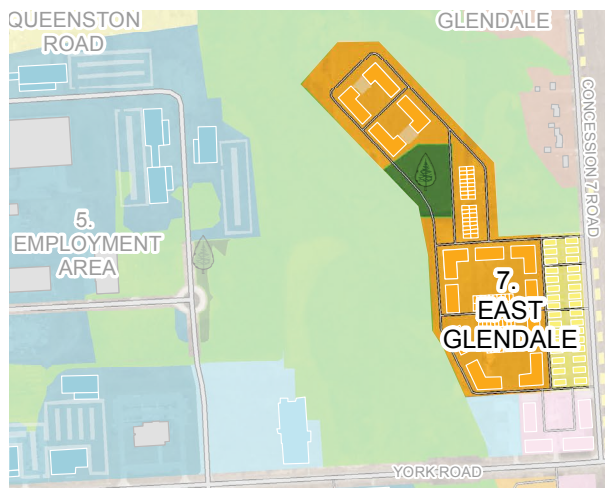 QUEENSTON
ROAD
GLENDALE
CONCESSION 7 ROAD
5.
EMPLOYMENT
AREA
7.
EAST
GLENDALE
YORK ROAD